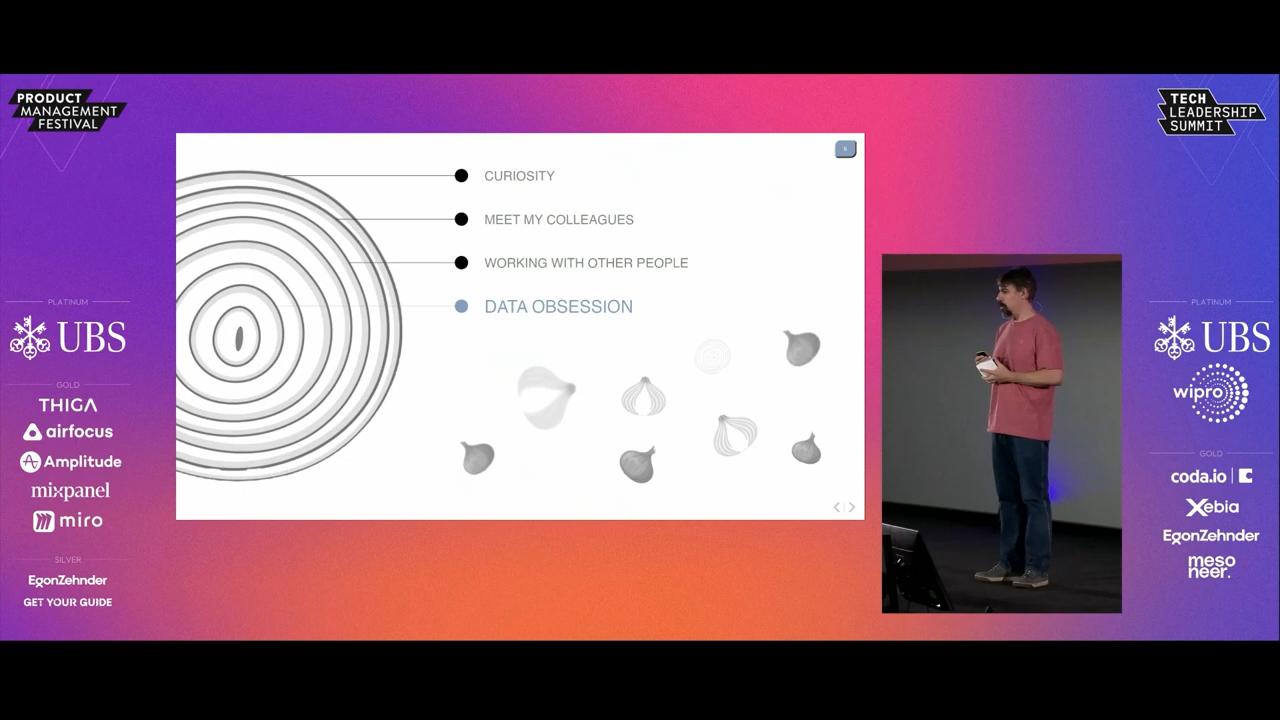 PRODUCT
MANAGEMENT
FESTIVAL
TECH
LEADERSHIP
SUMMIT
CURIOSITY
MEET MY COLLEAGUES
WORKING WITH OTHER PEOPLE
DATA OBSESSION
PLATINUM
UBS
GOLD
THIGA
airfocus
Amplitude
mixpanel
miro
SILVER
EgonZehnder
GET YOUR GUIDE
PLATINUM
UBS
wipro
GOLD
coda.io
Xebia
EgonZehnder
meso
neer.